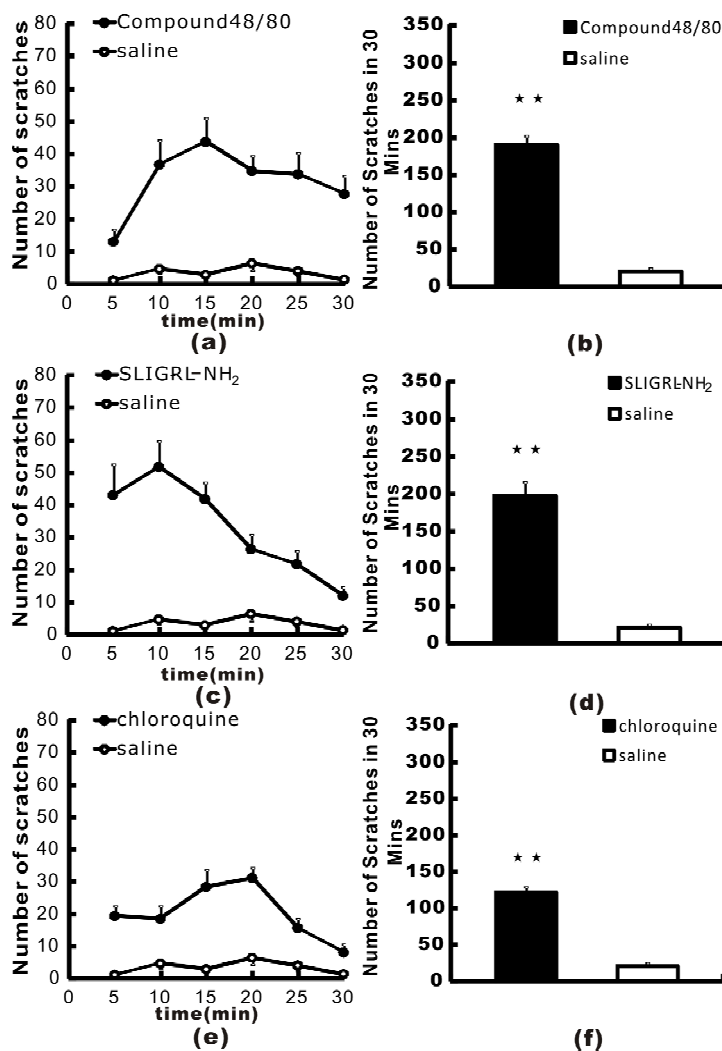 Number of scratches
80
70
60
50
40
30
20
10
0
Compound48/80
saline
0 5 10 15 20 25 30
time(min)
(a)
Number of Scratches in 30
Mins
350
300
250
200
150
100
50
0
Compound48/80
saline
★ ★
(b)
Number of scratches
80
70
60
50
40
30
20
10
0
SLIGRL-NH2
saline
0 5 10 15 20 25 30
time(min)
(c)
Number of Scratches in 30
Mins
350
300
250
200
150
100
50
0
SLIGRL-NH2
saline
★ ★
(d)
Number of scratches
80
70
60
50
40
30
20
10
0
chloroquine
saline
0 5 10 15 20 25 30
time(min)
(e)
Number of Scratches in 30
Mins
350
300
250
200
150
100
50
0
chloroquine
saline
★ ★
(f)